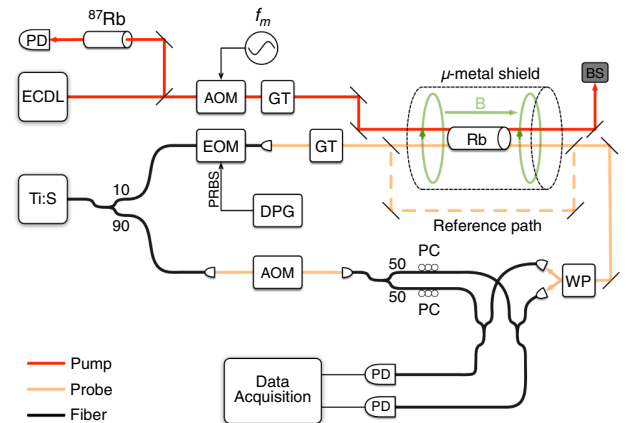 ⁸⁷Rb
PD
f_m
ECDL
AOM
GT
μ-metal shield
BS
B
Rb
EOM
GT
Ti:S
10
90
PRBS
DPG
Reference path
AOM
50
PC
50
PC
WP
Pump
Probe
Fiber
Data
Acquisition
PD
PD